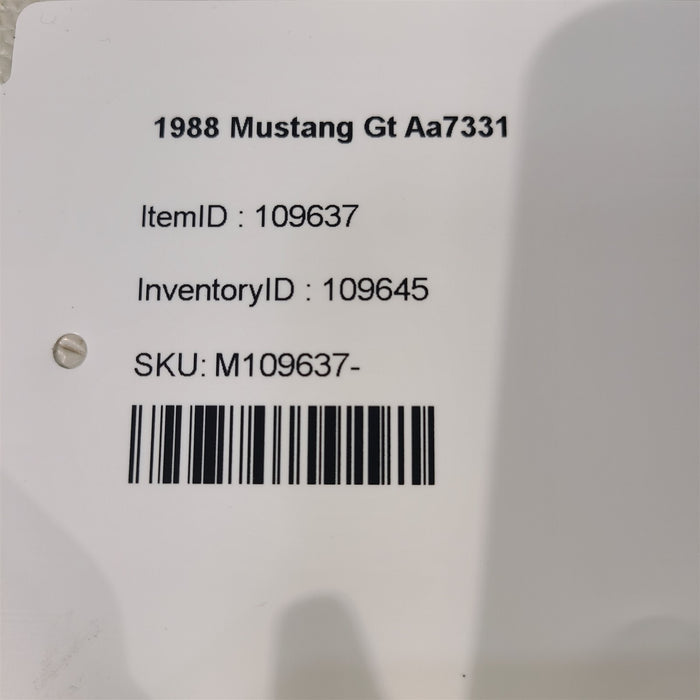 1988 Mustang Gt Aa7331
ItemID : 109637
InventoryID : 109645
SKU: M109637-